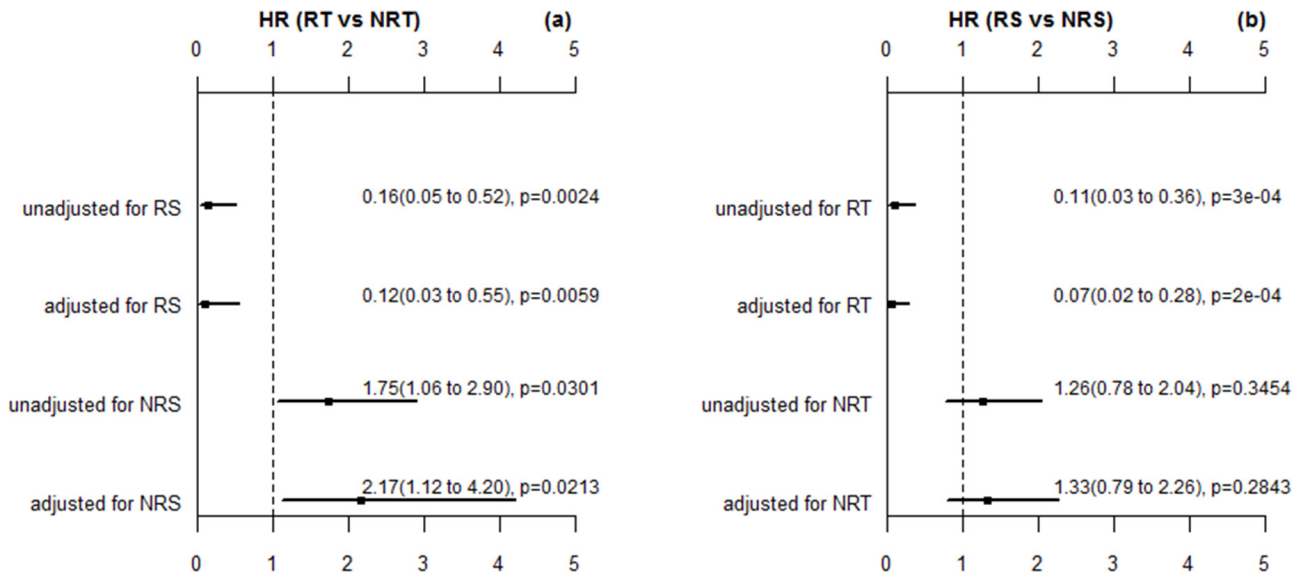 HR (RT vs NRT) (a)
0 1 2 3 4 5
unadjusted for RS 0.16(0.05 to 0.52), p=0.0024
adjusted for RS 0.12(0.03 to 0.55), p=0.0059
unadjusted for NRS 1.75(1.06 to 2.90), p=0.0301
adjusted for NRS 2.17(1.12 to 4.20), p=0.0213
0 1 2 3 4 5
HR (RS vs NRS) (b)
0 1 2 3 4 5
unadjusted for RT 0.11(0.03 to 0.36), p=3e-04
adjusted for RT 0.07(0.02 to 0.28), p=2e-04
unadjusted for NRT 1.26(0.78 to 2.04), p=0.3454
adjusted for NRT 1.33(0.79 to 2.26), p=0.2843
0 1 2 3 4 5